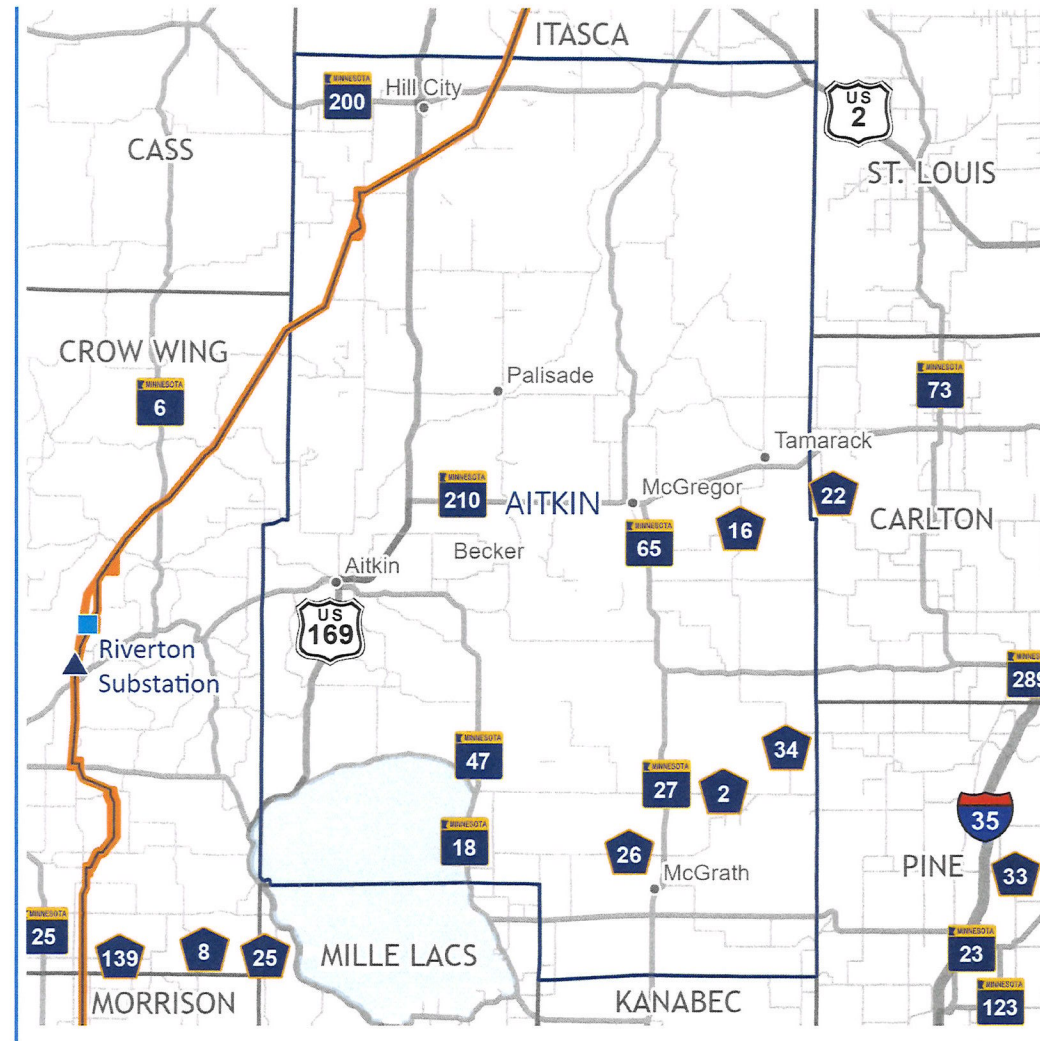 ITASCA
MINNESOTA
200
Hill City
US
2
CASS
ST. LOUIS
CROW WING
MINNESOTA
6
Palisade
MINNESOTA
73
Tamarack
MINNESOTA
210
AITKIN
McGregor
22
MINNESOTA
65
16
CARLTON
Becker
Aitkin
US
169
Riverton
Substation
MINNES
289
34
MINNESOTA
47
MINNESOTA
27
2
35
MINNESOTA
18
26
McGrath
PINE
33
MINNESOTA
25
139
8
25
MILLE LACS
MINNESOTA
23
MORRISON
KANABEC
MINNESOTA
123